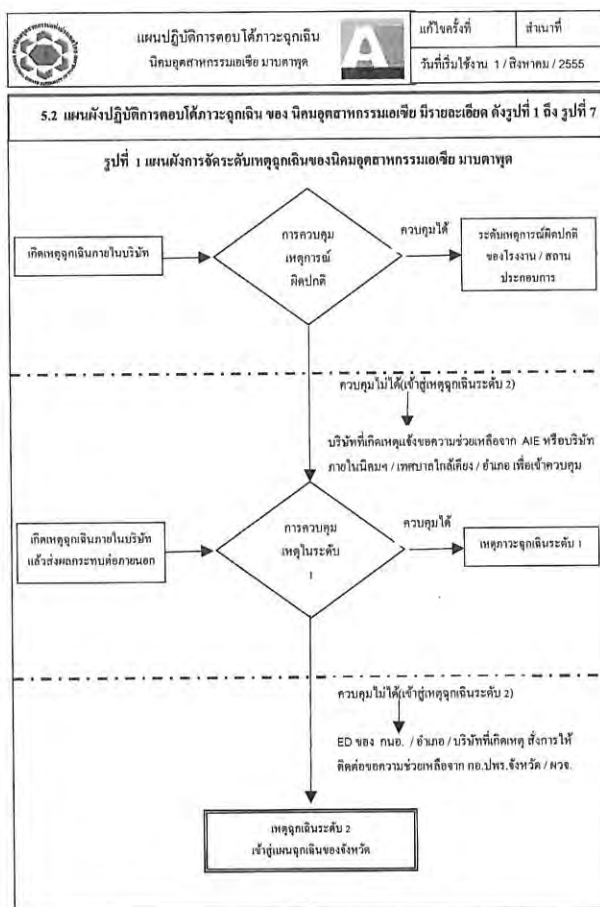 แผนปฏิบัติการตอบโต้ภาวะฉุกเฉิน
นิคมอุตสาหกรรมเอเซีย มาบตาพุด
A
แก้ไขครั้งที่
สำเนาที่
วันที่เริ่มใช้งาน 1 / สิงหาคม / 2555
5.2 แผนผังปฏิบัติการตอบโต้ภาวะฉุกเฉิน ของ นิคมอุตสาหกรรมเอเซีย มีรายละเอียด ดังรูปที่ 1 ถึง รูปที่ 7
รูปที่ 1 แผนผังการจัดระดับเหตุฉุกเฉินของนิคมอุตสาหกรรมเอเซีย มาบตาพุด
เกิดเหตุฉุกเฉินภายในบริษัท
การควบคุม
เหตุการณ์
ผิดปกติ
ควบคุมได้
ระดับเหตุการณ์ผิดปกติ
ของโรงงาน / สถาน
ประกอบการ
ควบคุมไม่ได้(เข้าสู่เหตุฉุกเฉินระดับ 2)
บริษัทที่เกิดเหตุแจ้งขอความช่วยเหลือจาก AIE หรือบริษัท
ภายในนิคมฯ / เทศบาลใกล้เคียง / อำเภอ เพื่อเข้าควบคุม
เกิดเหตุฉุกเฉินภายในบริษัท
แล้วส่งผลกระทบต่อภายนอก
การควบคุม
เหตุในระดับ
1
ควบคุมได้
เหตุภาวะฉุกเฉินระดับ 1
ควบคุมไม่ได้(เข้าสู่เหตุฉุกเฉินระดับ 2)
ED ของ กนอ. / อำเภอ / บริษัทที่เกิดเหตุ สั่งการให้
ติดต่อขอความช่วยเหลือจาก กอ.ปพร.จังหวัด / ผวจ.
เหตุฉุกเฉินระดับ 2
เข้าสู่แผนฉุกเฉินของจังหวัด